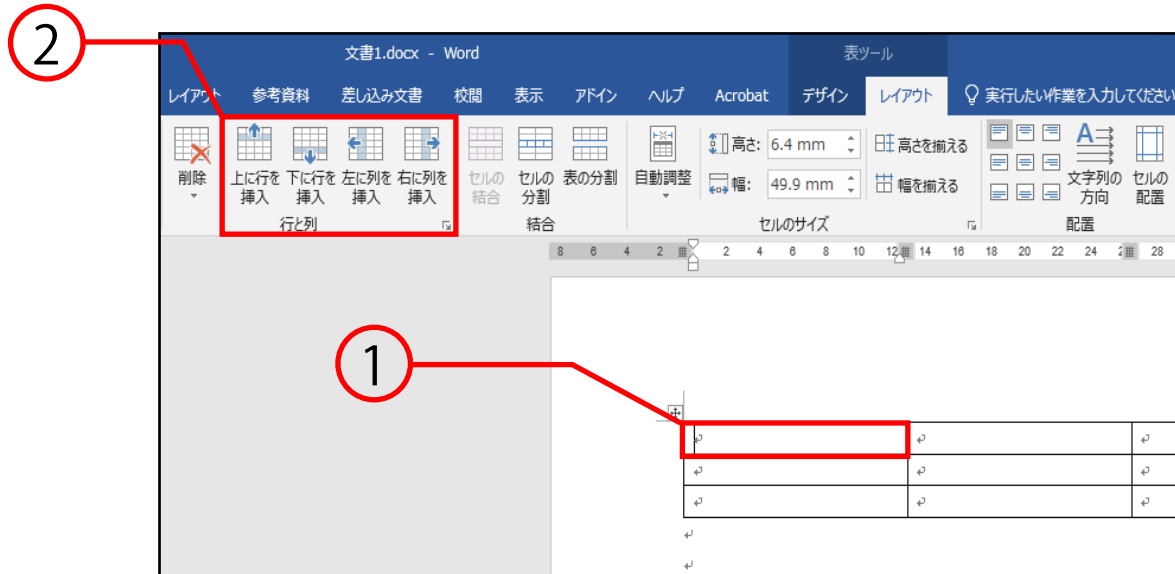 ②
文書1.docx - Word
表ツール
レイアウト 参考資料 差し込み文書 校閲 表示 アドイン ヘルプ Acrobat デザイン レイアウト 実行したい作業を入力してください
削除 上に行を挿入 下に行を挿入 左に列を挿入 右に列を挿入 セルの結合 セルの分割 表の分割 自動調整 高さ: 6.4 mm 高さを揃える
幅: 49.9 mm 幅を揃える 文字列の方向 セルの配置
行と列 結合 セルのサイズ 配置
8 6 4 2 2 4 6 8 10 12 14 16 18 20 22 24 28
①